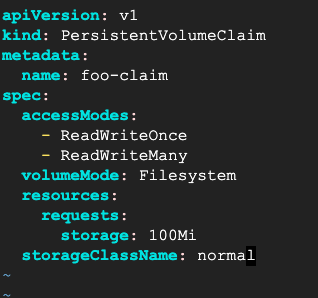 apiVersion: v1
kind: PersistentVolumeClaim
metadata:
  name: foo-claim
spec:
  accessModes:
    - ReadWriteOnce
    - ReadWriteMany
  volumeMode: Filesystem
  resources:
    requests:
      storage: 100Mi
  storageClassName: normal
~
~